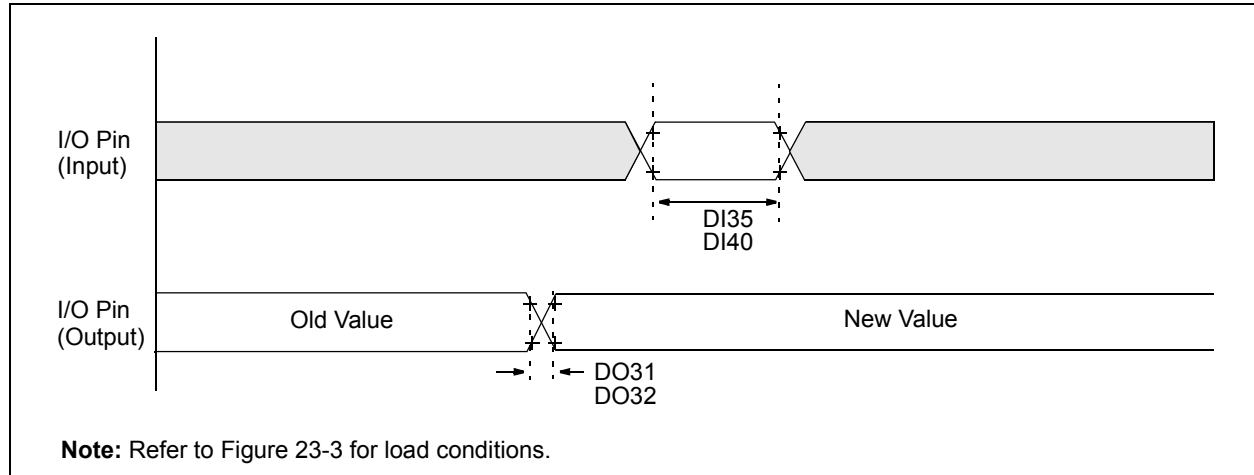 I/O Pin
(Input)
DI35
DI40
I/O Pin
(Output)
Old Value
New Value
DO31
DO32
Note: Refer to Figure 23-3 for load conditions.